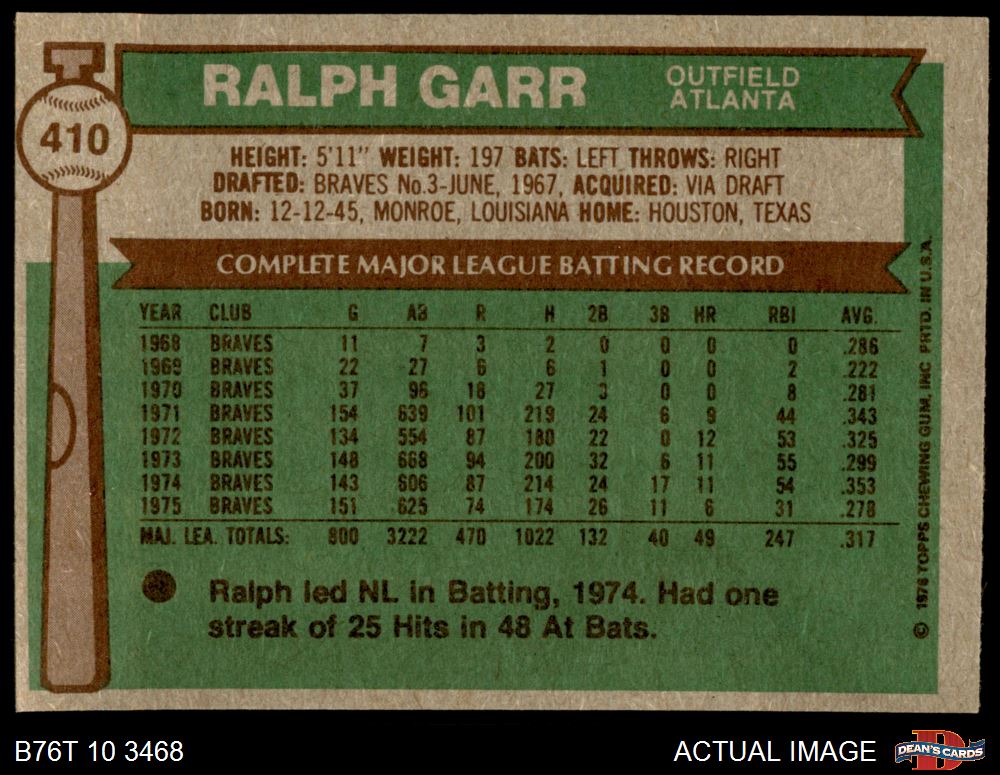 410
RALPH GARR
OUTFIELD
ATLANTA
HEIGHT: 5'11" WEIGHT: 197 BATS: LEFT THROWS: RIGHT
DRAFTED: BRAVES No.3-JUNE, 1967, ACQUIRED: VIA DRAFT
BORN: 12-12-45, MONROE, LOUISIANA HOME: HOUSTON, TEXAS
COMPLETE MAJOR LEAGUE BATTING RECORD
YEAR CLUB G AB R H 2B 3B HR RBI AVG.
1968 BRAVES 11 7 3 2 0 0 0 0 .286
1969 BRAVES 22 27 6 6 1 0 0 2 .222
1970 BRAVES 37 96 18 27 3 0 0 8 .281
1971 BRAVES 154 639 101 219 24 6 9 44 .343
1972 BRAVES 134 554 87 180 22 0 12 53 .325
1973 BRAVES 148 668 94 200 32 6 11 55 .299
1974 BRAVES 143 606 87 214 24 17 11 54 .353
1975 BRAVES 151 625 74 174 26 11 6 31 .278
MAJ. LEA. TOTALS: 800 3222 470 1022 132 40 49 247 .317
Ralph led NL in Batting, 1974. Had one
streak of 25 Hits in 48 At Bats.
© 1976 TOPPS CHEWING GUM, INC PRTD. IN U.S.A.
B76T 10 3468
ACTUAL IMAGE
DEAN'S CARDS